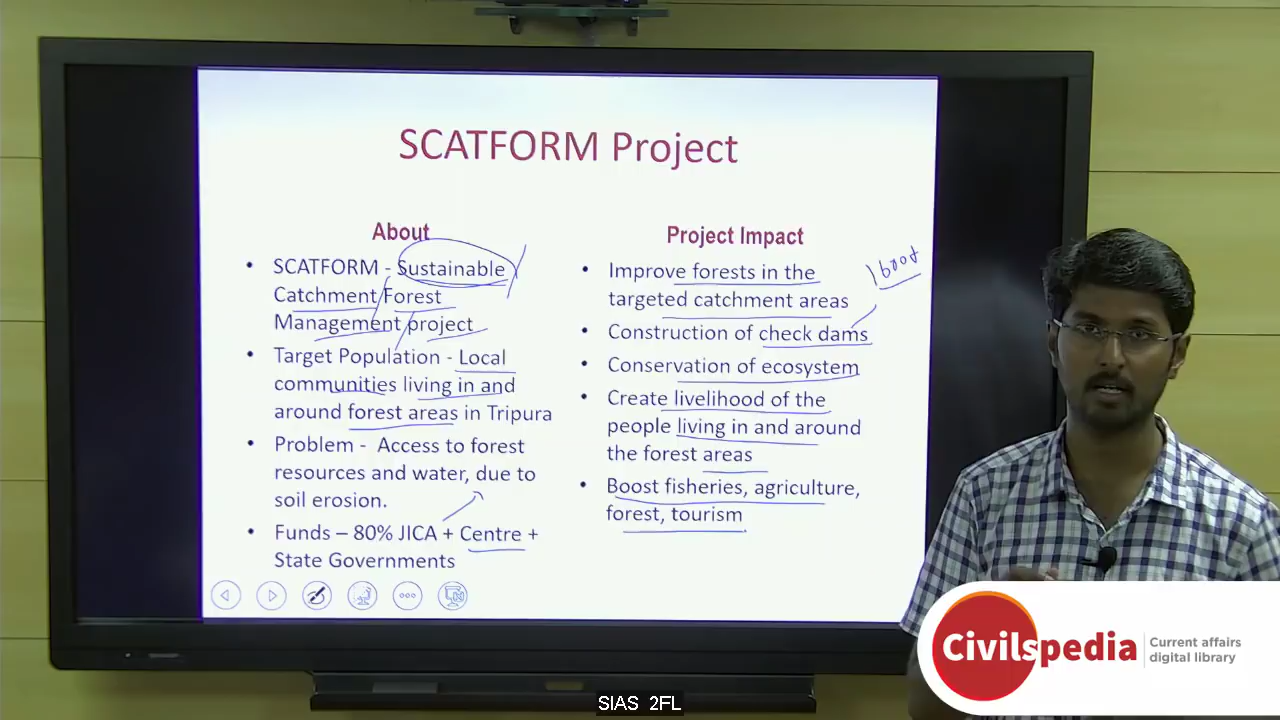 SCATFORM Project
About
• SCATFORM - Sustainable
Catchment Forest
Management project
• Target Population - Local
communities living in and
around forest areas in Tripura
• Problem - Access to forest
resources and water, due to
soil erosion.
• Funds – 80% JICA + Centre +
State Governments
Project Impact
• Improve forests in the
targeted catchment areas
• Construction of check dams
• Conservation of ecosystem
• Create livelihood of the
people living in and around
the forest areas
• Boost fisheries, agriculture,
forest, tourism
Civilspedia
Current affairs
digital library
SIAS 2FL